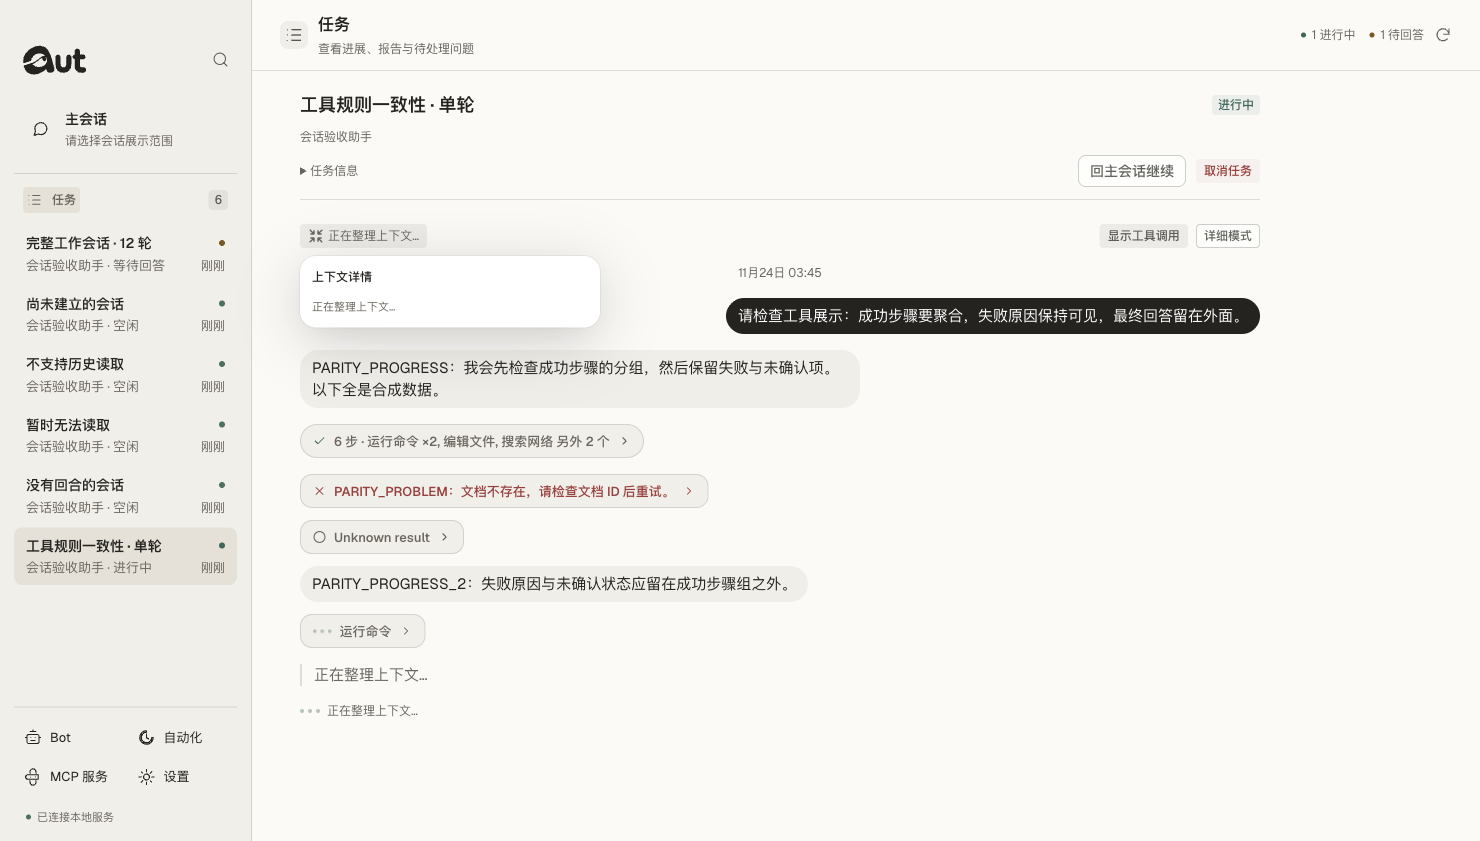 Aut
主会话
请选择会话展示范围
任务
6
完整工作会话 · 12 轮
会话验收助手 · 等待回答
刚刚
尚未建立的会话
会话验收助手 · 空闲
刚刚
不支持历史读取
会话验收助手 · 空闲
刚刚
暂时无法读取
会话验收助手 · 空闲
刚刚
没有回合的会话
会话验收助手 · 空闲
刚刚
工具规则一致性 · 单轮
会话验收助手 · 进行中
刚刚
Bot
自动化
MCP 服务
设置
已连接本地服务
任务
查看进展、报告与待处理问题
1 进行中
1 待回答
工具规则一致性 · 单轮
进行中
会话验收助手
任务信息
回主会话继续
取消任务
正在整理上下文…
显示工具调用
详细模式
上下文详情
正在整理上下文…
11月24日 03:45
请检查工具展示：成功步骤要聚合，失败原因保持可见，最终回答留在外面。
PARITY_PROGRESS：我会先检查成功步骤的分组，然后保留失败与未确认项。
以下全是合成数据。
6 步 · 运行命令 ×2, 编辑文件, 搜索网络 另外 2 个
PARITY_PROBLEM：文档不存在，请检查文档 ID 后重试。
Unknown result
PARITY_PROGRESS_2：失败原因与未确认状态应留在成功步骤组之外。
运行命令
正在整理上下文…
正在整理上下文…